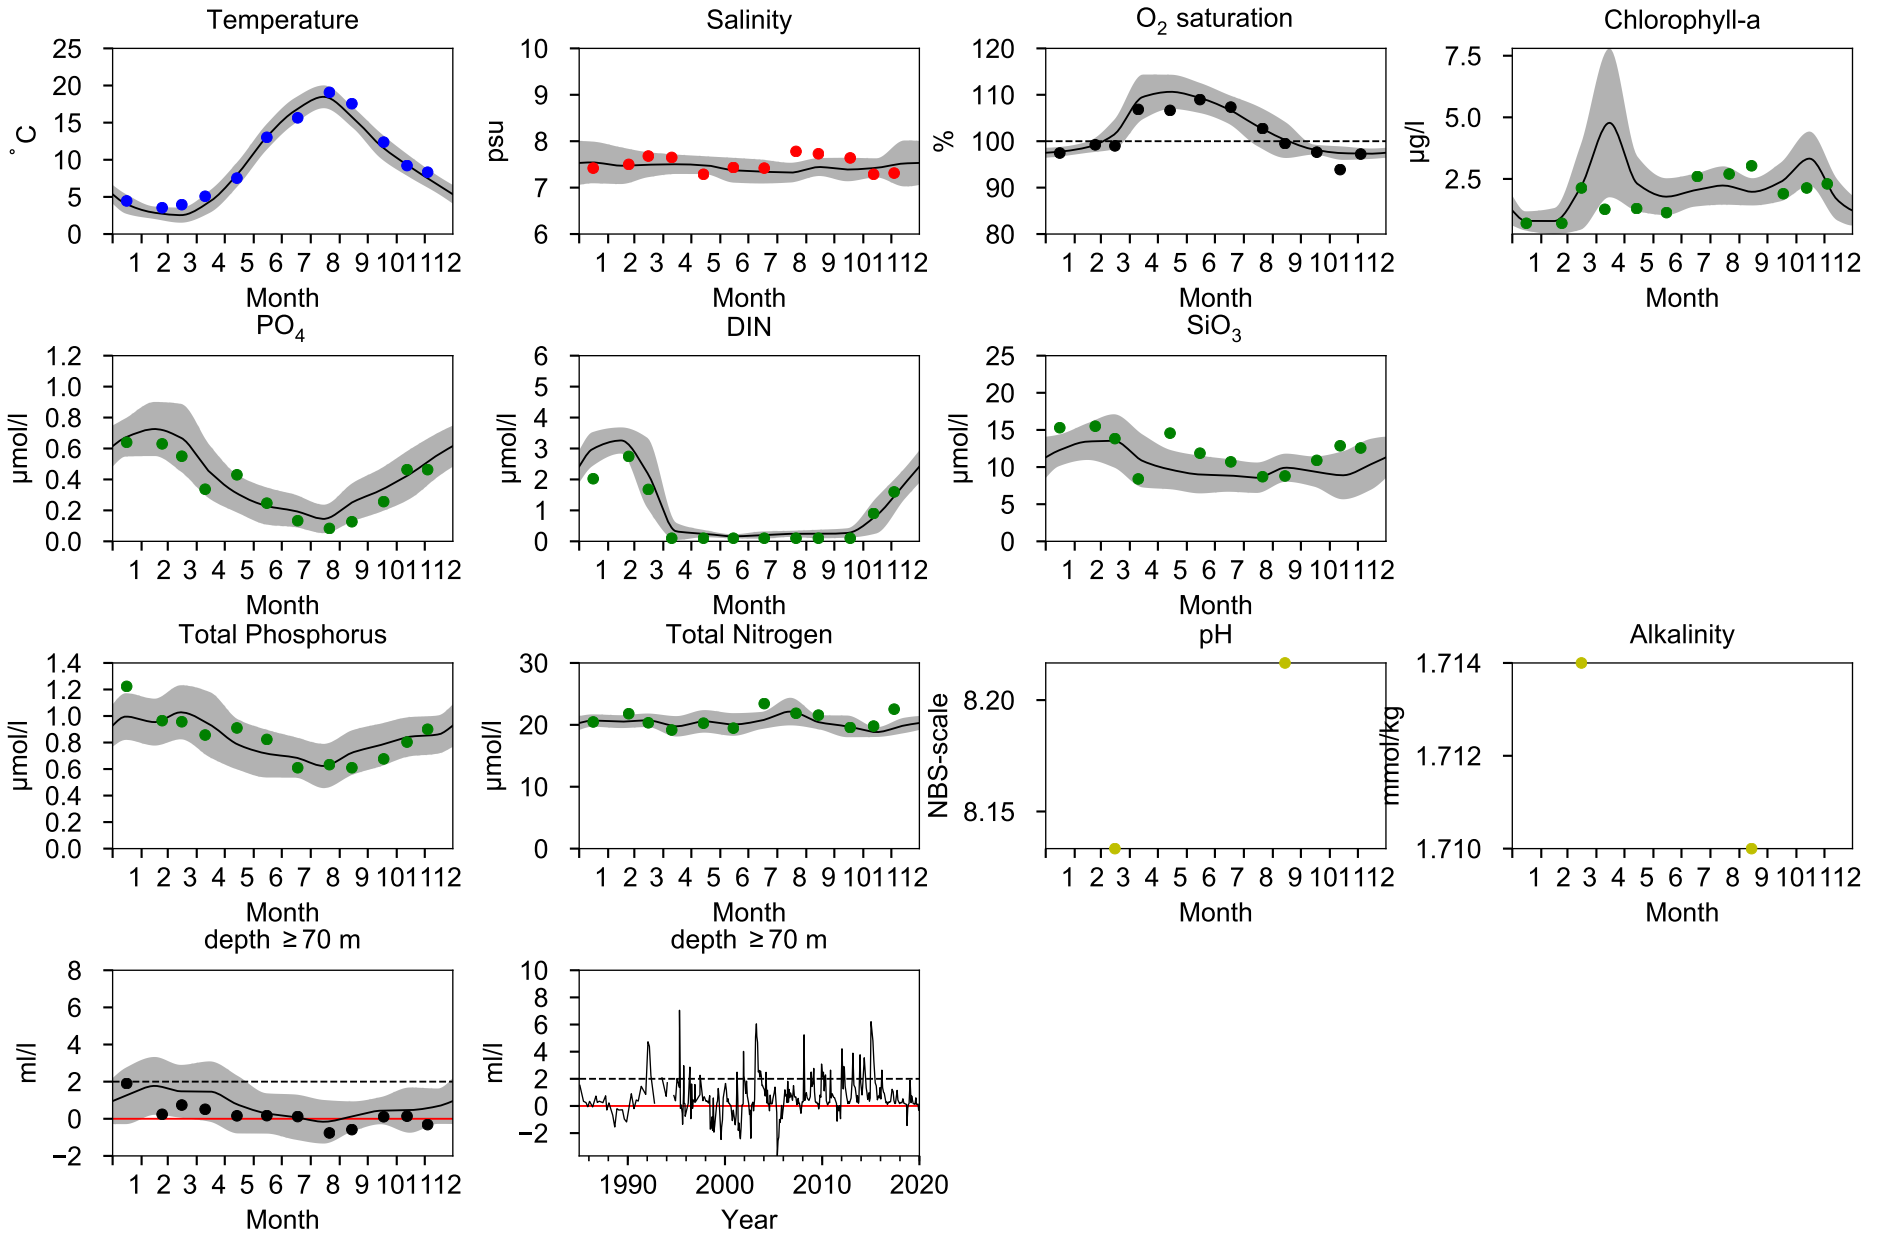 Temperature
Salinity
O2 saturation
Chlorophyll-a
25
20
15
10
5
0
°C
1 2 3 4 5 6 7 8 9 10 11 12
Month
10
9
8
7
6
psu
1 2 3 4 5 6 7 8 9 10 11 12
Month
120
110
100
90
80
%
1 2 3 4 5 6 7 8 9 10 11 12
Month
7.5
5.0
2.5
µg/l
1 2 3 4 5 6 7 8 9 10 11 12
Month
PO4
DIN
SiO3
1.2
1.0
0.8
0.6
0.4
0.2
0.0
µmol/l
1 2 3 4 5 6 7 8 9 10 11 12
Month
6
5
4
3
2
1
0
µmol/l
1 2 3 4 5 6 7 8 9 10 11 12
Month
25
20
15
10
5
0
µmol/l
1 2 3 4 5 6 7 8 9 10 11 12
Month
Total Phosphorus
Total Nitrogen
pH
Alkalinity
1.4
1.2
1.0
0.8
0.6
0.4
0.2
0.0
µmol/l
1 2 3 4 5 6 7 8 9 10 11 12
Month
30
20
10
0
µmol/l
1 2 3 4 5 6 7 8 9 10 11 12
Month
8.20
8.15
NBS-scale
1 2 3 4 5 6 7 8 9 10 11 12
Month
1.714
1.712
1.710
mmol/kg
1 2 3 4 5 6 7 8 9 10 11 12
Month
depth ≥70 m
depth ≥70 m
8
6
4
2
0
−2
ml/l
1 2 3 4 5 6 7 8 9 10 11 12
Month
10
8
6
4
2
0
−2
ml/l
1990 2000 2010 2020
Year